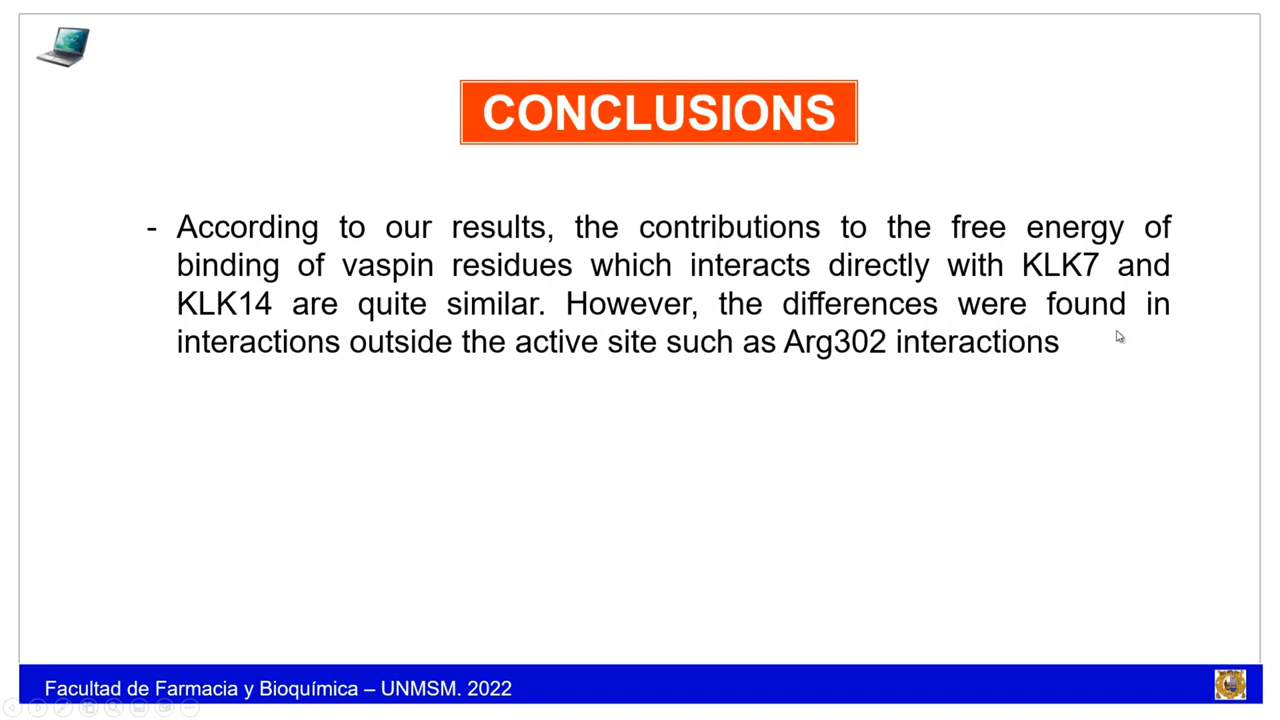 CONCLUSIONS
- According to our results, the contributions to the free energy of
binding of vaspin residues which interacts directly with KLK7 and
KLK14 are quite similar. However, the differences were found in
interactions outside the active site such as Arg302 interactions
Facultad de Farmacia y Bioquímica – UNMSM. 2022